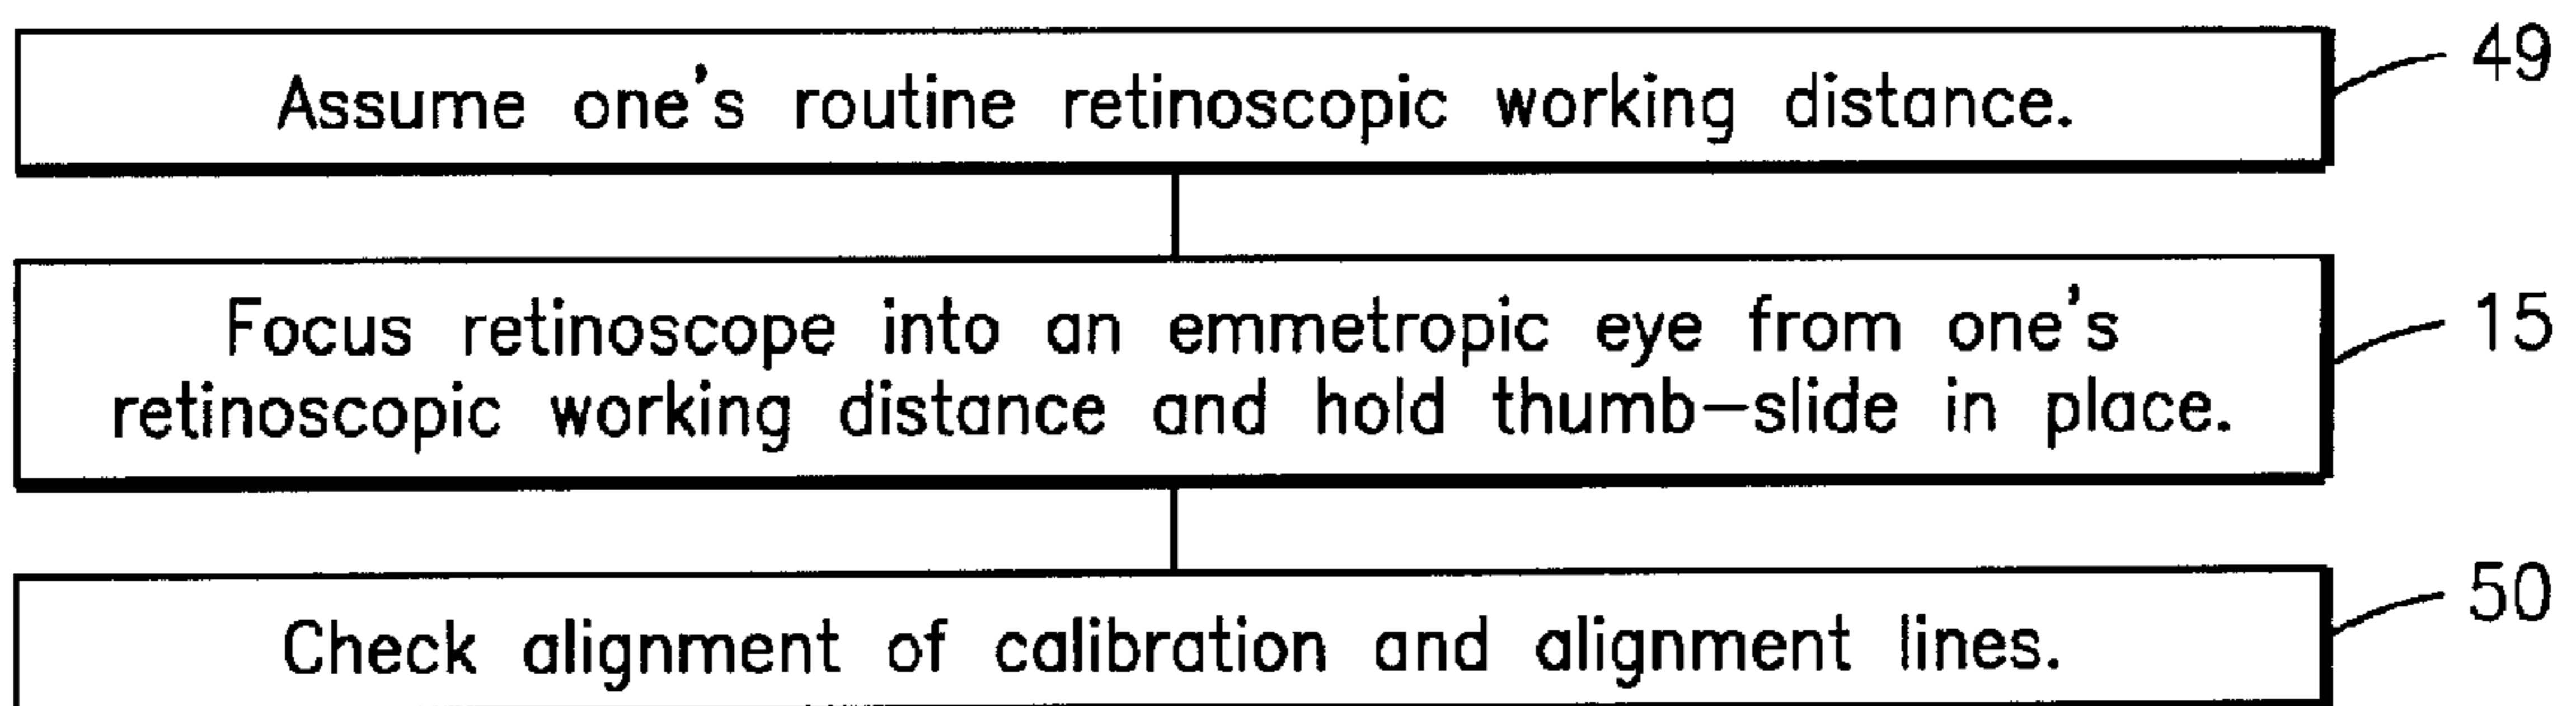 Assume one's routine retinoscopic working distance.
49
Focus retinoscope into an emmetropic eye from one's
retinoscopic working distance and hold thumb-slide in place.
15
Check alignment of calibration and alignment lines.
50